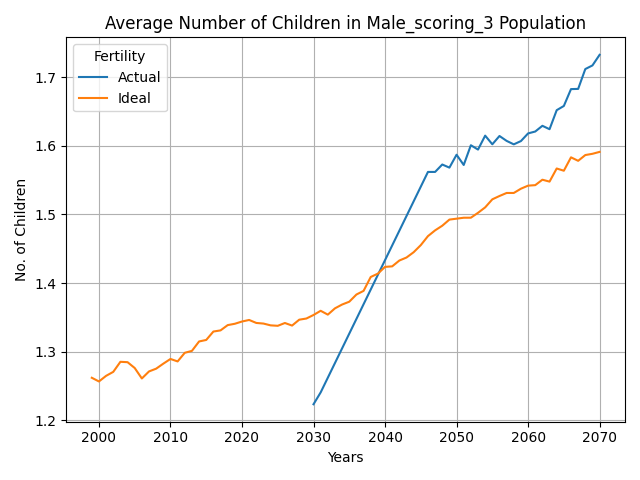 Average Number of Children in Male_scoring_3 Population
Fertility
Actual
Ideal
No. of Children
1.7
1.6
1.5
1.4
1.3
1.2
2000 2010 2020 2030 2040 2050 2060 2070
Years